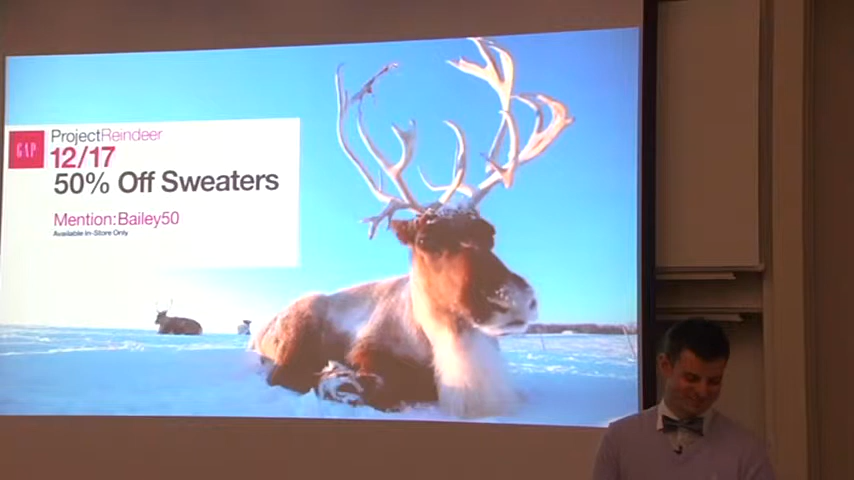 GAP
ProjectReindeer
12/17
50% Off Sweaters
Mention:Bailey50
Available In-Store Only